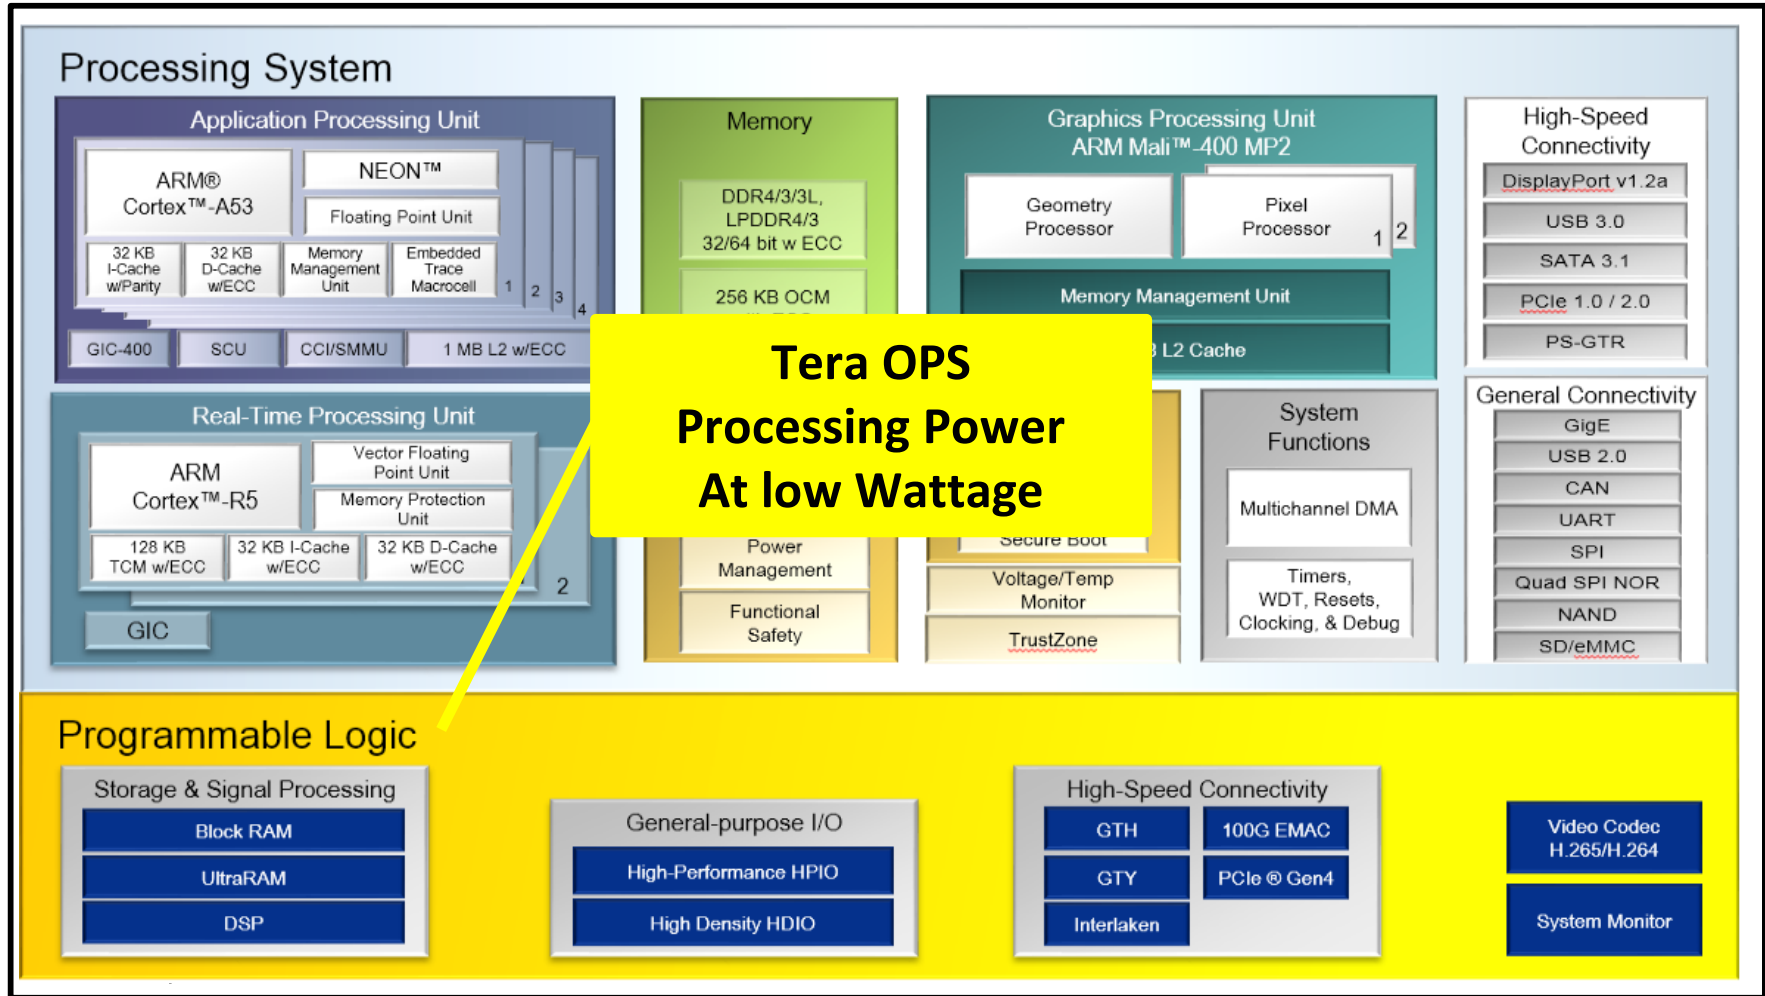 Processing System
Application Processing Unit
ARM®
Cortex™-A53
NEON™
Floating Point Unit
32 KB
I-Cache
w/Parity
32 KB
D-Cache
w/ECC
Memory
Management
Unit
Embedded
Trace
Macrocell
1
2
3
4
GIC-400
SCU
CCI/SMMU
1 MB L2 w/ECC
Memory
DDR4/3/3L,
LPDDR4/3
32/64 bit w ECC
256 KB OCM
Graphics Processing Unit
ARM Mali™-400 MP2
Geometry
Processor
Pixel
Processor
1
2
Memory Management Unit
L2 Cache
High-Speed
Connectivity
DisplayPort v1.2a
USB 3.0
SATA 3.1
PCIe 1.0 / 2.0
PS-GTR
Tera OPS
Processing Power
At low Wattage
Real-Time Processing Unit
ARM
Cortex™-R5
Vector Floating
Point Unit
Memory Protection
Unit
128 KB
TCM w/ECC
32 KB I-Cache
w/ECC
32 KB D-Cache
w/ECC
2
GIC
Power
Management
Functional
Safety
Secure Boot
Voltage/Temp
Monitor
TrustZone
System
Functions
Multichannel DMA
Timers,
WDT, Resets,
Clocking, & Debug
General Connectivity
GigE
USB 2.0
CAN
UART
SPI
Quad SPI NOR
NAND
SD/eMMC
Programmable Logic
Storage & Signal Processing
Block RAM
UltraRAM
DSP
General-purpose I/O
High-Performance HPIO
High Density HDIO
High-Speed Connectivity
GTH
100G EMAC
GTY
PCIe ® Gen4
Interlaken
Video Codec
H.265/H.264
System Monitor